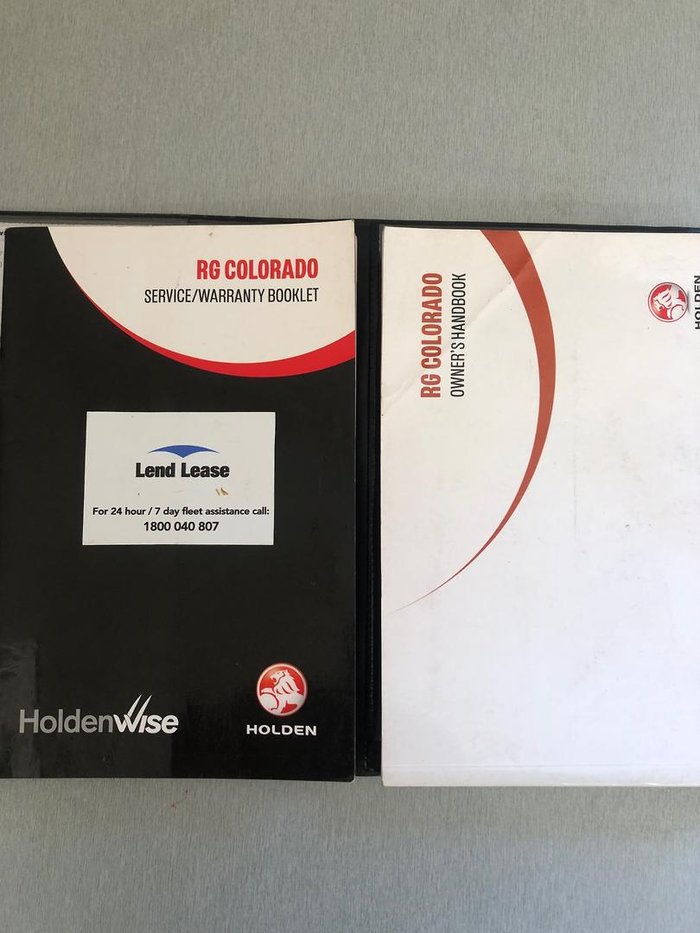 RG COLORADO
SERVICE/WARRANTY BOOKLET
Lend Lease
For 24 hour / 7 day fleet assistance call:
1800 040 807
HoldenWise
HOLDEN
RG COLORADO
OWNER'S HANDBOOK
HOLDEN